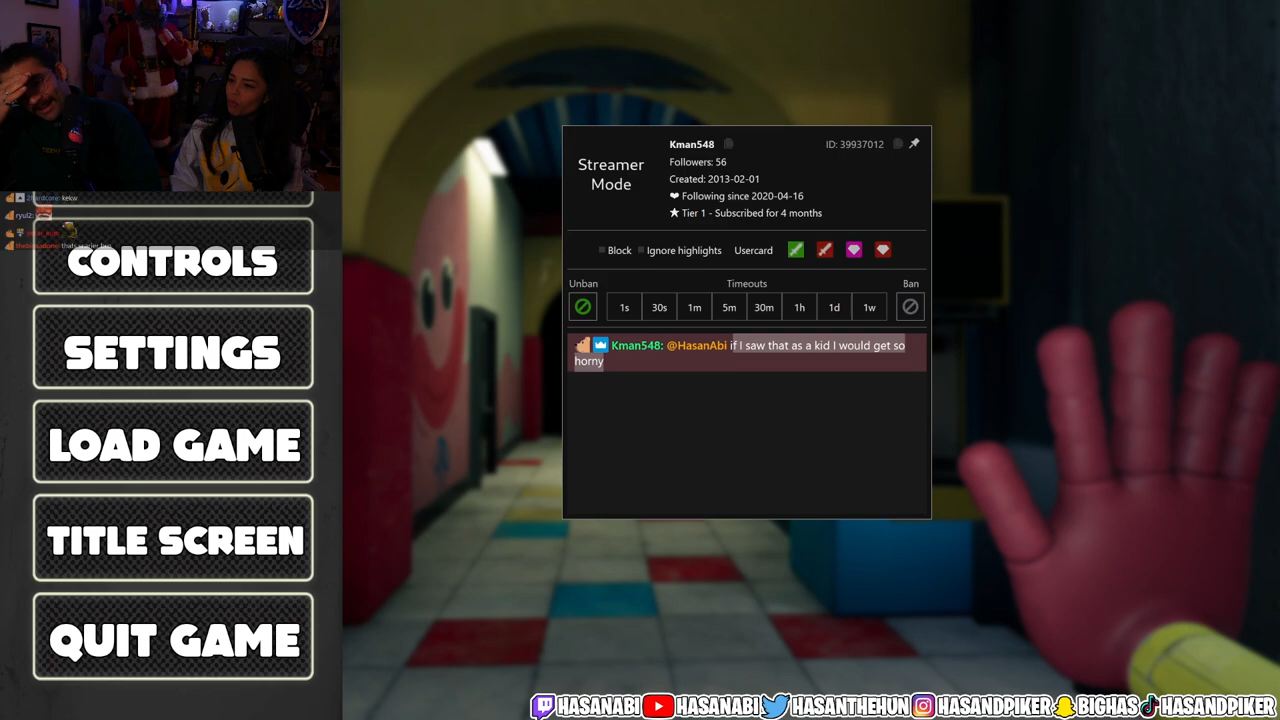 kekw
ryul2:
CONTROLS
SETTINGS
LOAD GAME
TITLE SCREEN
QUIT GAME
Streamer
Mode
Kman548
ID: 39937012
Followers: 56
Created: 2013-02-01
❤ Following since 2020-04-16
★ Tier 1 - Subscribed for 4 months
Block Ignore highlights Usercard
Unban Timeouts Ban
1s 30s 1m 5m 30m 1h 1d 1w
Kman548: @HasanAbi if I saw that as a kid I would get so
horny
HASANABI HASANABI HASANTHEHUN HASANDPIKER BIGHAS HASANDPIKER